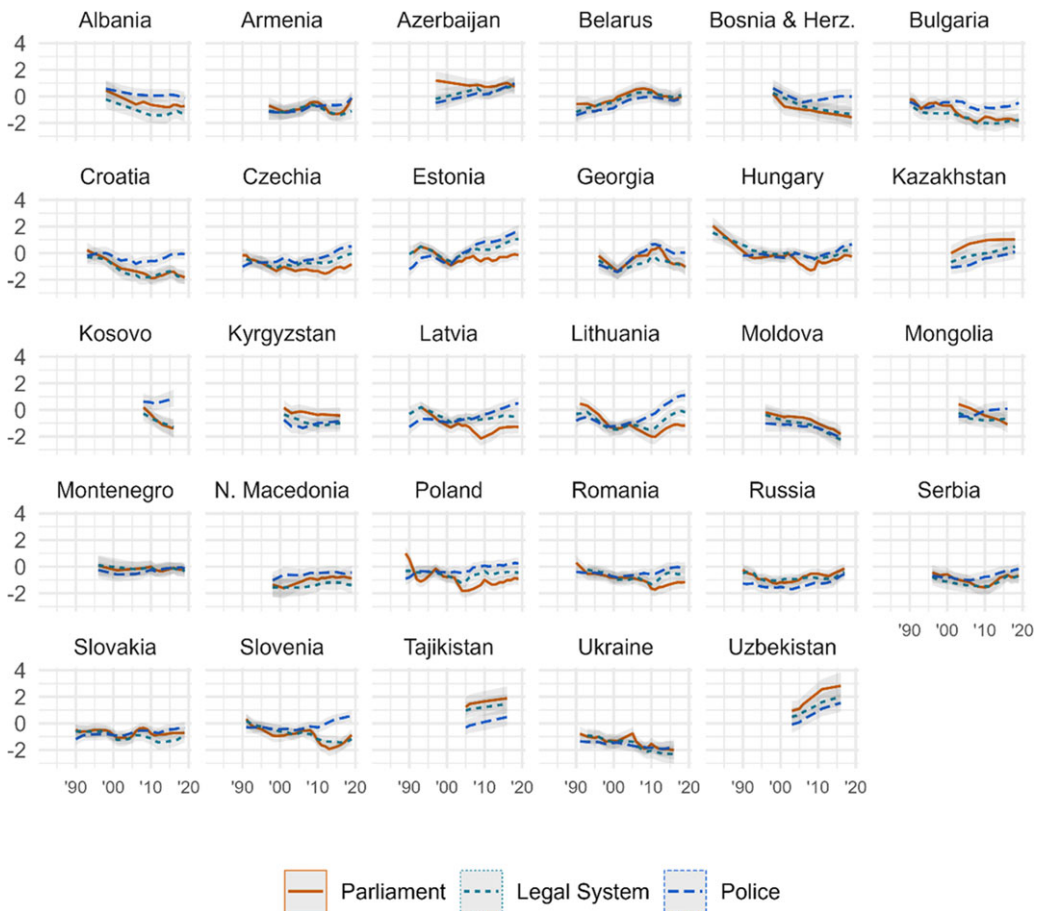 Albania Armenia Azerbaijan Belarus Bosnia & Herz. Bulgaria
4
2
0
-2
Croatia Czechia Estonia Georgia Hungary Kazakhstan
4
2
0
-2
Kosovo Kyrgyzstan Latvia Lithuania Moldova Mongolia
4
2
0
-2
Montenegro N. Macedonia Poland Romania Russia Serbia
4
2
0
-2
'90 '00 '10 '20
Slovakia Slovenia Tajikistan Ukraine Uzbekistan
4
2
0
-2
'90 '00 '10 '20 '90 '00 '10 '20 '90 '00 '10 '20 '90 '00 '10 '20 '90 '00 '10 '20
Parliament Legal System Police